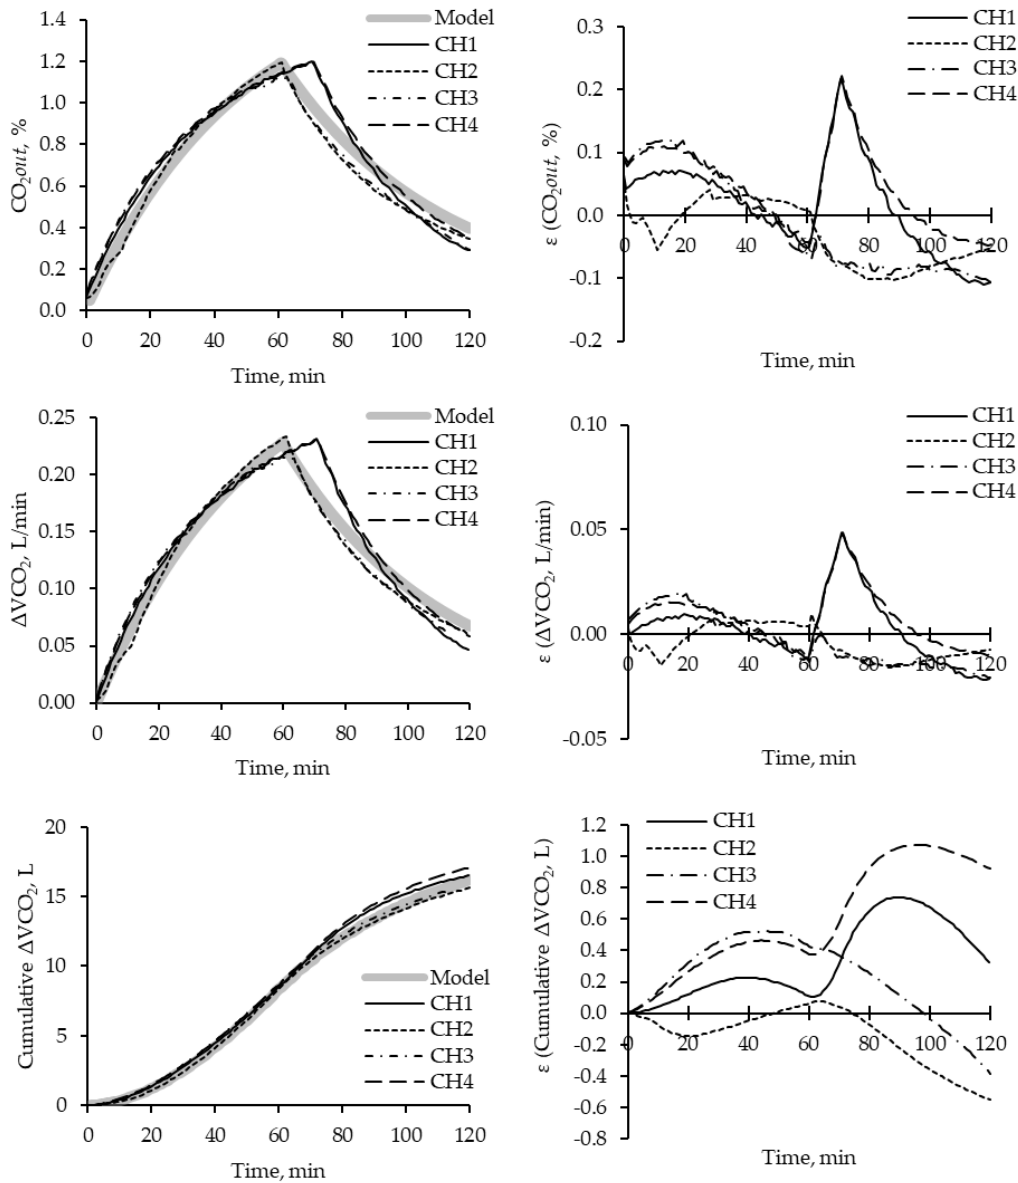 CO2out, %
1.4
1.2
1.0
0.8
0.6
0.4
0.2
0.0
0 20 40 60 80 100 120
Time, min
Model
CH1
CH2
CH3
CH4
ε (CO2out, %)
0.3
0.2
0.1
0.0
-0.1
-0.2
0 20 40 60 80 100 120
Time, min
CH1
CH2
CH3
CH4
ΔVCO2, L/min
0.25
0.20
0.15
0.10
0.05
0.00
0 20 40 60 80 100 120
Time, min
Model
CH1
CH2
CH3
CH4
ε (ΔVCO2, L/min)
0.10
0.05
0.00
-0.05
0 20 40 60 80 100 120
Time, min
CH1
CH2
CH3
CH4
Cumulative ΔVCO2, L
20
15
10
5
0
0 20 40 60 80 100 120
Time, min
Model
CH1
CH2
CH3
CH4
ε (Cumulative ΔVCO2, L)
1.2
1.0
0.8
0.6
0.4
0.2
0.0
-0.2
-0.4
-0.6
-0.8
0 20 40 60 80 100 120
Time, min
CH1
CH2
CH3
CH4